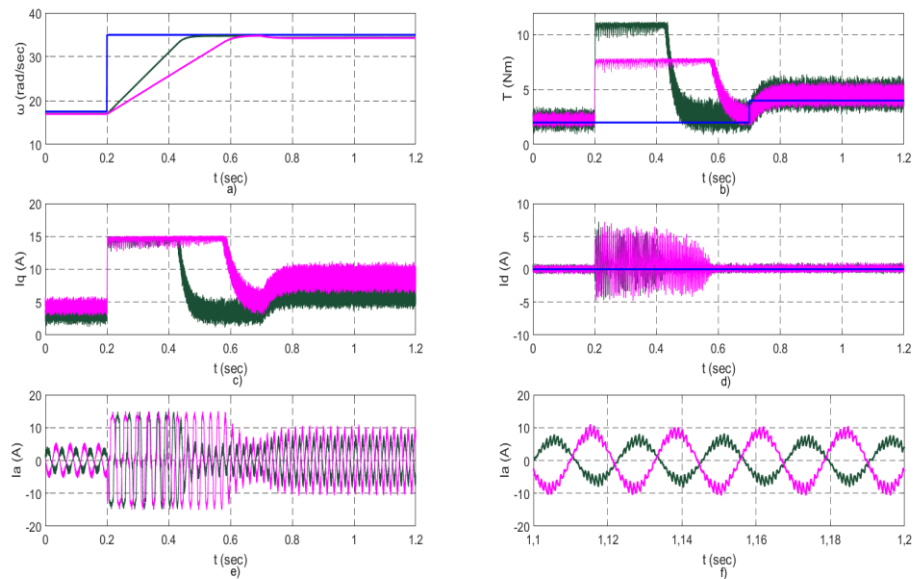 40
30
20
10
ω (rad/sec)
0 0.2 0.4 0.6 0.8 1 1.2
t (sec)
a)
10
5
0
T (Nm)
0 0.2 0.4 0.6 0.8 1 1.2
t (sec)
b)
20
15
10
5
0
Iq (A)
0 0.2 0.4 0.6 0.8 1 1.2
t (sec)
c)
10
5
0
-5
-10
Id (A)
0 0.2 0.4 0.6 0.8 1 1.2
t (sec)
d)
20
10
0
-10
-20
Ia (A)
0 0.2 0.4 0.6 0.8 1 1.2
t (sec)
e)
20
10
0
-10
-20
Ia (A)
1,1 1,12 1,14 1,16 1,18 1,2
t (sec)
f)